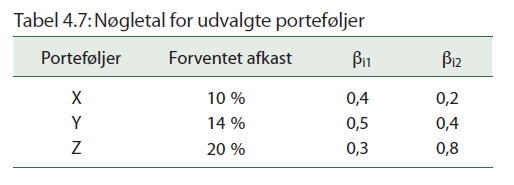 Tabel 4.7: Nøgletal for udvalgte porteføljer
Porteføljer Forventet afkast βi1 βi2
X 10 % 0,4 0,2
Y 14 % 0,5 0,4
Z 20 % 0,3 0,8